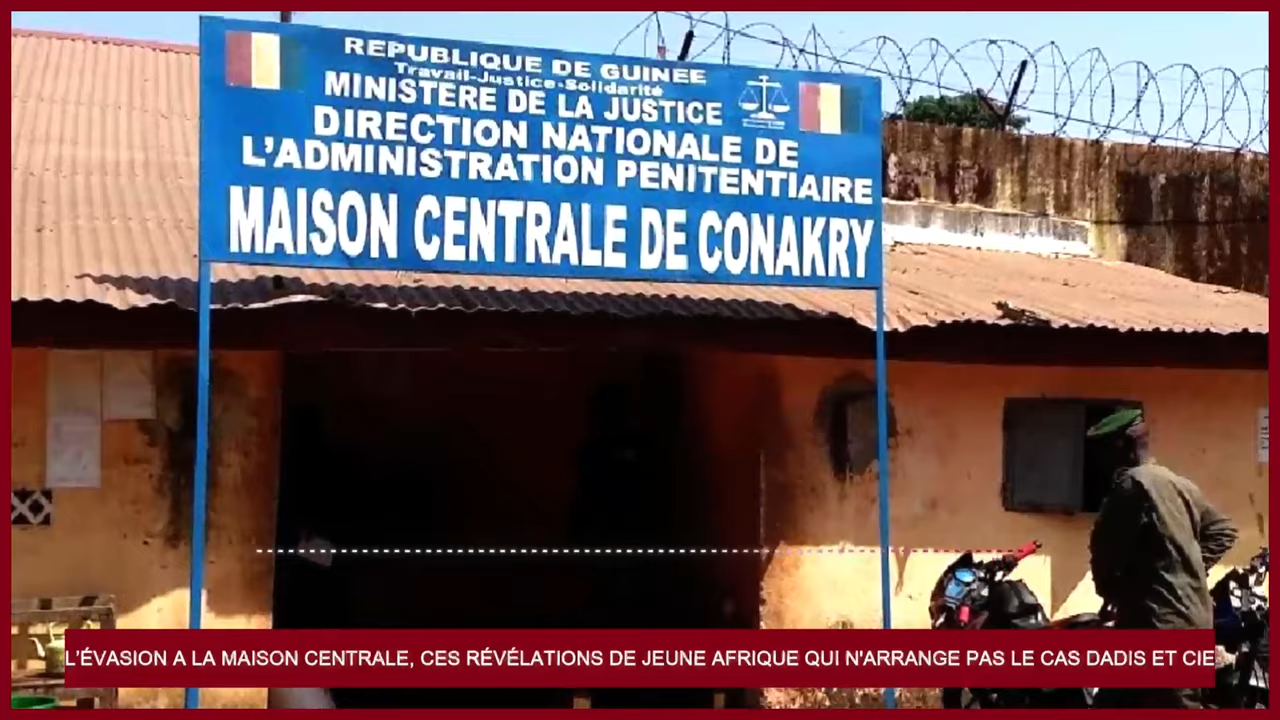 REPUBLIQUE DE GUINEE
Travail-Justice-Solidarité
MINISTERE DE LA JUSTICE
DIRECTION NATIONALE DE
L'ADMINISTRATION PENITENTIAIRE
MAISON CENTRALE DE CONAKRY
L'ÉVASION A LA MAISON CENTRALE, CES RÉVÉLATIONS DE JEUNE AFRIQUE QUI N'ARRANGE PAS LE CAS DADIS ET CIE